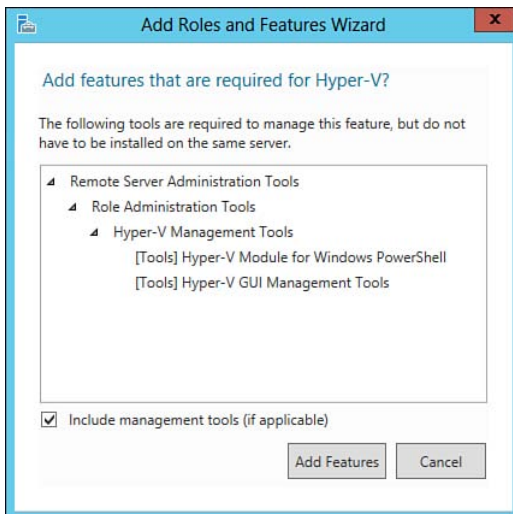 Add Roles and Features Wizard
x
Add features that are required for Hyper-V?
The following tools are required to manage this feature, but do not
have to be installed on the same server.
Remote Server Administration Tools
Role Administration Tools
Hyper-V Management Tools
[Tools] Hyper-V Module for Windows PowerShell
[Tools] Hyper-V GUI Management Tools
Include management tools (if applicable)
Add Features Cancel